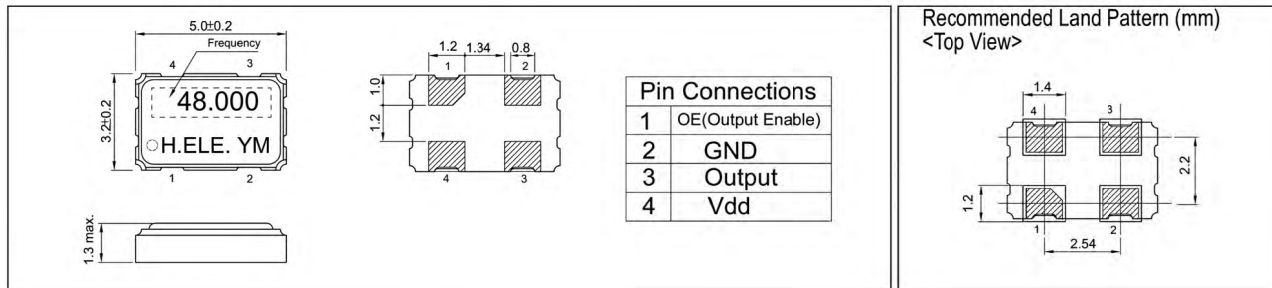 5.0±0.2
Frequency
4 3
48.000
H.ELE. YM
3.2±0.2
1 2
1.3 max.
1.2 1.34 0.8
1 2
1.0
1.2
4 3
Pin Connections
1 OE(Output Enable)
2 GND
3 Output
4 Vdd
Recommended Land Pattern (mm)
<Top View>
1.4
4 3
2.2
1.2
1 2
2.54